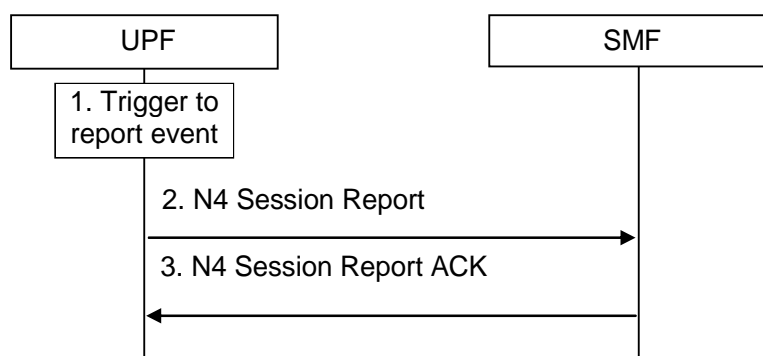 UPF
SMF
1. Trigger to
report event
2. N4 Session Report
3. N4 Session Report ACK